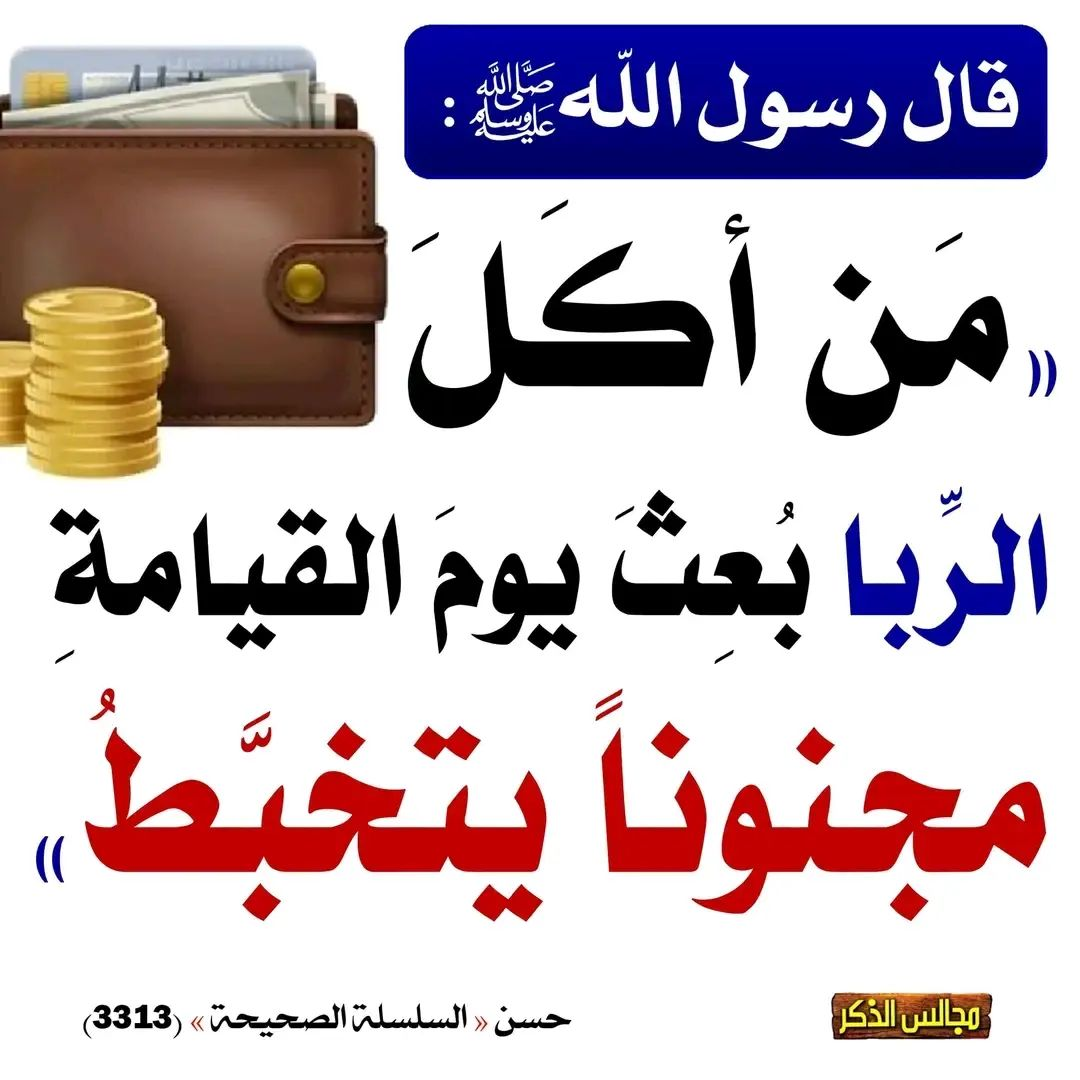 قال رسول الله ﷺ :
(( مَن أكَلَ
الرِّبا بُعِثَ يومَ القيامةِ
مجنوناً يتخبَّطُ ))
حسن « السلسلة الصحيحة » (3313)
مجالس الذكر